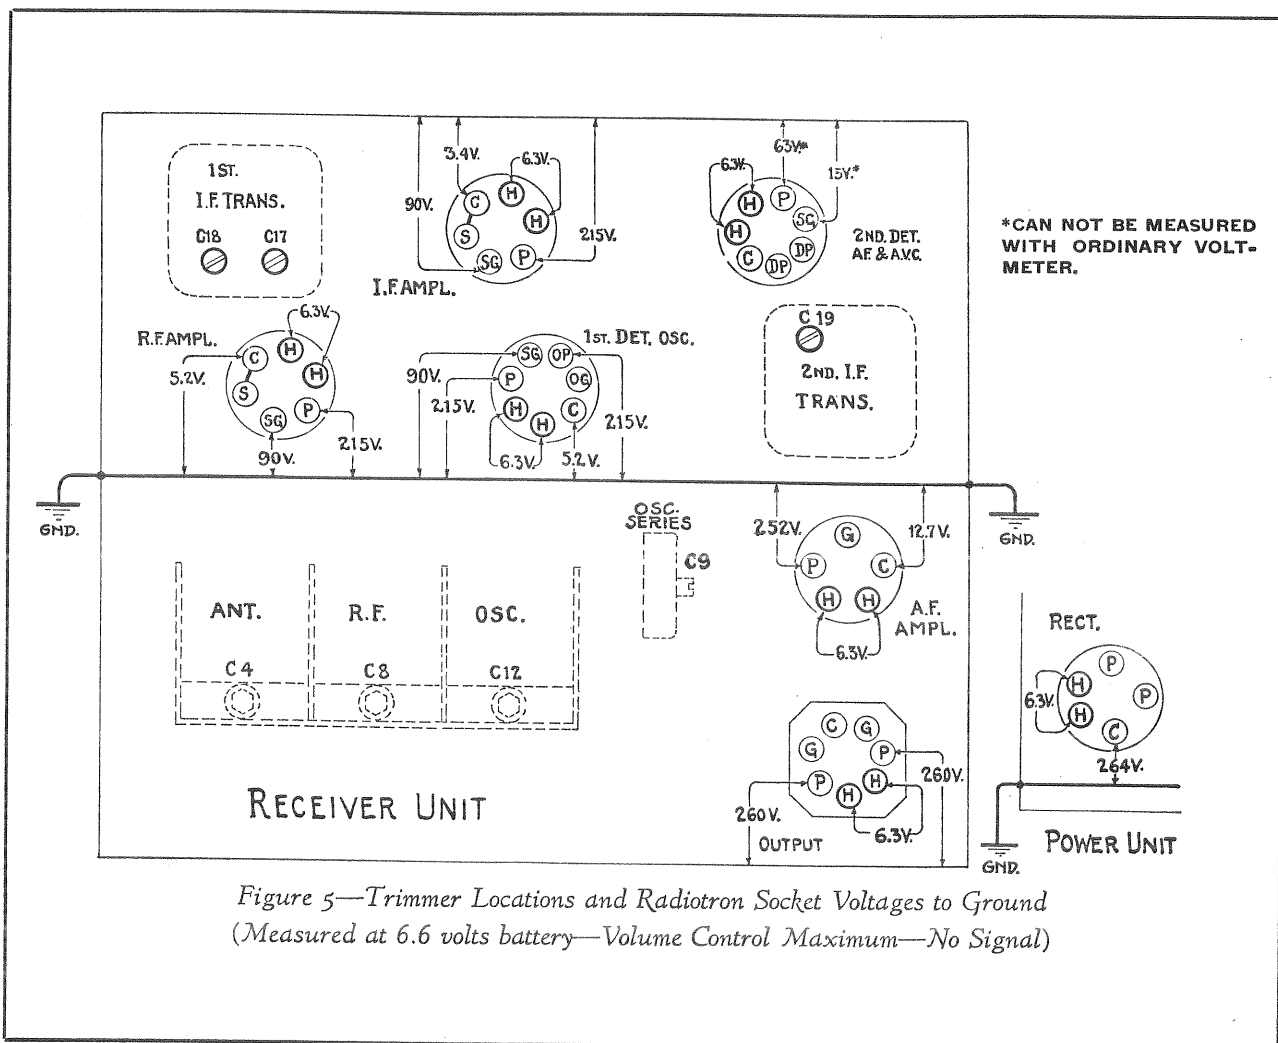 1ST.
I.F. TRANS.
C18 C17
3.4V.
6.3V.
90V.
C
H
H
S
SG
P
215V.
I.F. AMPL.
6.3V.
63V.*
15V.*
H
P
SG
H
DP
C
DP
2ND. DET.
A.F. & A.V.C.
*CAN NOT BE MEASURED
WITH ORDINARY VOLT-
METER.
R.F. AMPL.
6.3V.
5.2V.
C
H
H
S
SG
P
90V.
215V.
1ST. DET. OSC.
90V.
215V.
SG
OP
P
OG
H
H
C
6.3V.
5.2V.
215V.
C 19
2ND. I.F.
TRANS.
GND.
GND.
OSC.
SERIES
C9
252V.
12.7V.
G
P
C
H
H
6.3V.
A.F.
AMPL.
ANT. R.F. OSC.
C4 C8 C12
RECT.
P
H
P
H
C
6.3V.
264V.
C
G
G
P
P
H
H
260V.
260V.
6.3V.
OUTPUT
RECEIVER UNIT
GND.
POWER UNIT
Figure 5—Trimmer Locations and Radiotron Socket Voltages to Ground
(Measured at 6.6 volts battery—Volume Control Maximum—No Signal)